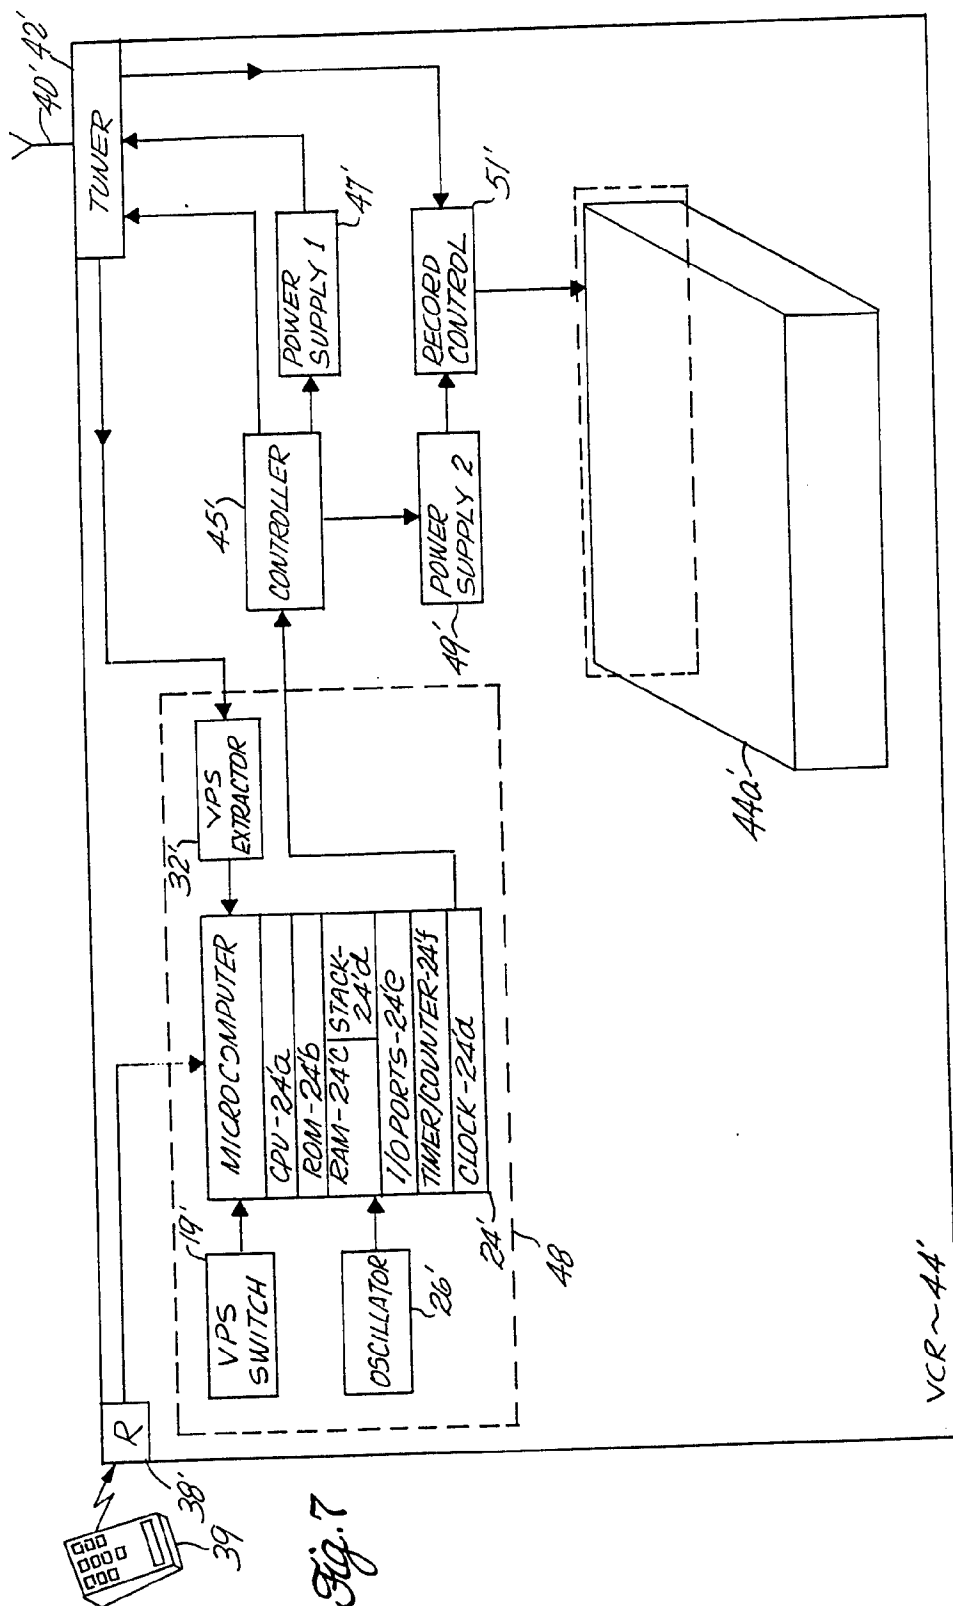 40'
42'
TUNER
47'
POWER
SUPPLY 1
51'
RECORD
CONTROL
45'
CONTROLLER
POWER
SUPPLY 2
49'
44a'
VPS
EXTRACTOR
32'
MICROCOMPUTER
CPU-24'a
ROM-24'b
RAM-24'c
STACK-
24'd
I/O PORTS-24'e
TIMER/COUNTER-24'f
CLOCK-24'd
19'
VPS
SWITCH
OSCILLATOR
26'
24'
48
R
38'
39
VCR~44'
Fig. 7